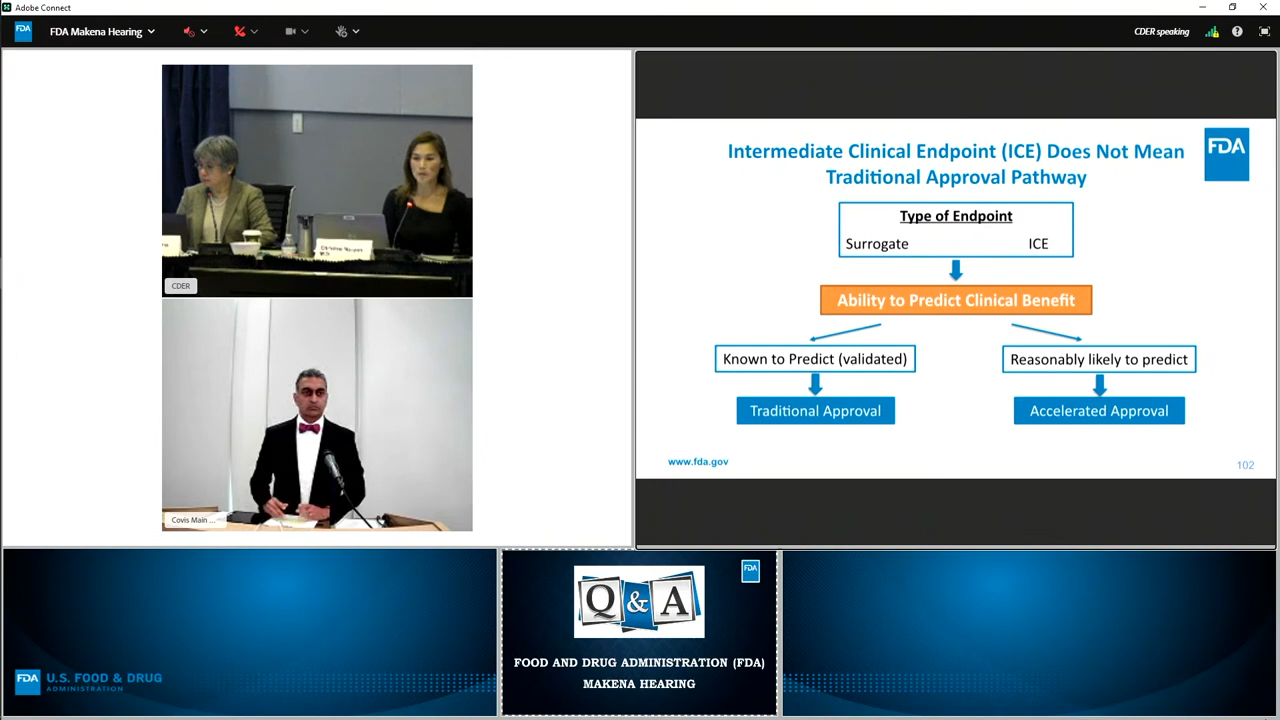 Adobe Connect
FDA
FDA Makena Hearing
CDER speaking
CDER
Covis Main ...
Intermediate Clinical Endpoint (ICE) Does Not Mean
Traditional Approval Pathway
FDA
Type of Endpoint
Surrogate ICE
Ability to Predict Clinical Benefit
Known to Predict (validated) Reasonably likely to predict
Traditional Approval Accelerated Approval
www.fda.gov 102
Q & A
FDA
FOOD AND DRUG ADMINISTRATION (FDA)
MAKENA HEARING
FDA U.S. FOOD & DRUG
ADMINISTRATION